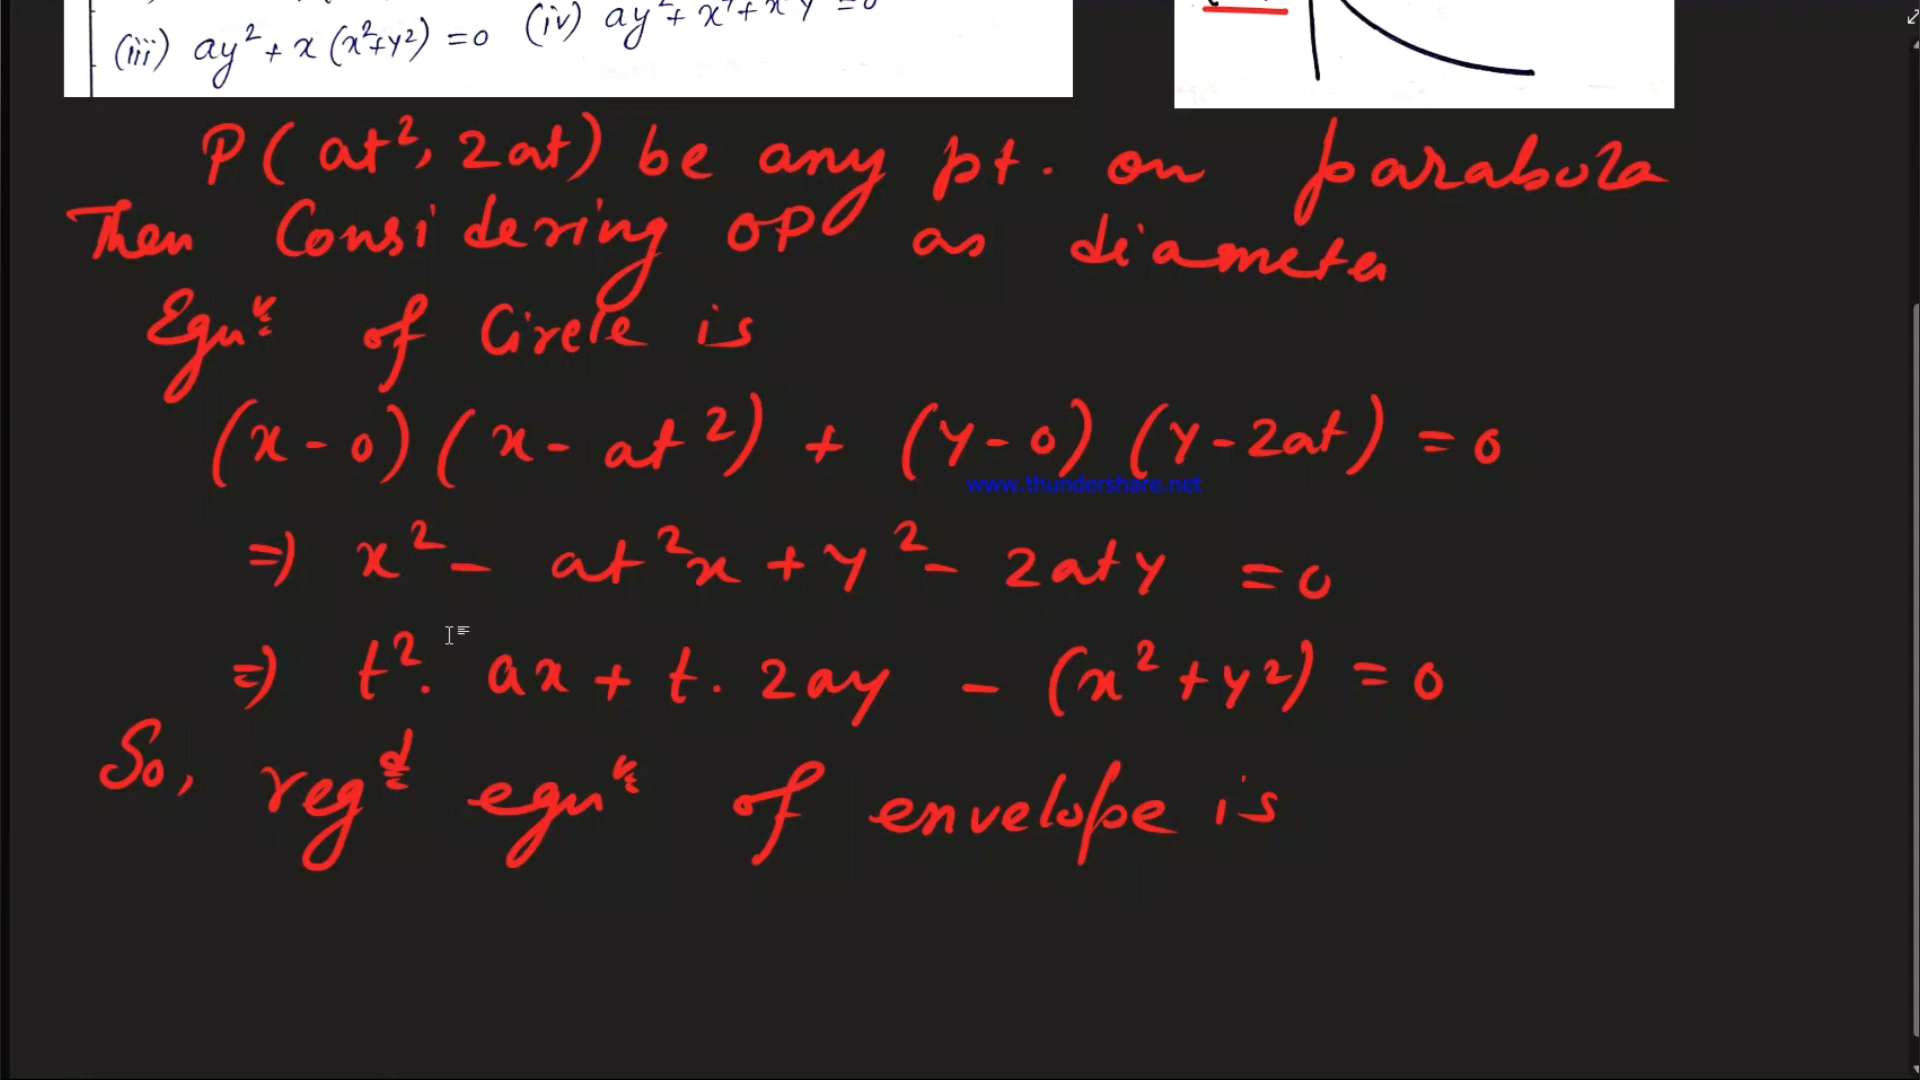 (iii) ay² + x (x²+y²) = 0 (iv) ay²+ x
P( at², 2at) be any pt. on parabola
Then Considering OP as diameter
Equⁿ of Circle is
(x-0) (x- at²) + (y-0) (y-2at) = 0
www.thundershare.net
=) x² - at²x + y² - 2aty = 0
=) t². ax + t. 2ay - (x²+y²) = 0
So, reqᵈ equⁿ of envelope is